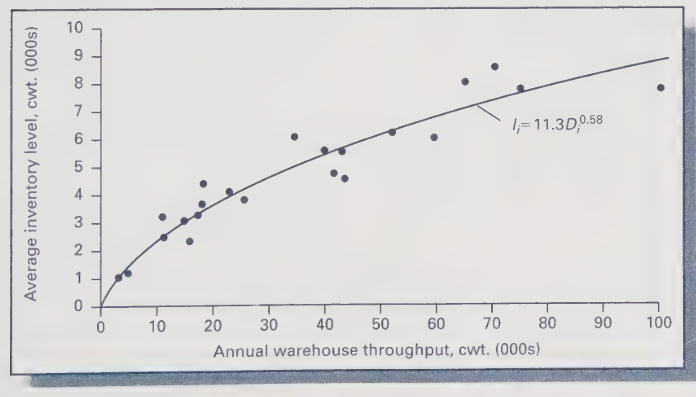 Average inventory level, cwt. (000s)
10
9
8
7
6
5
4
3
2
1
0
I_i = 11.3D_i^0.58
0 10 20 30 40 50 60 70 80 90 100
Annual warehouse throughput, cwt. (000s)